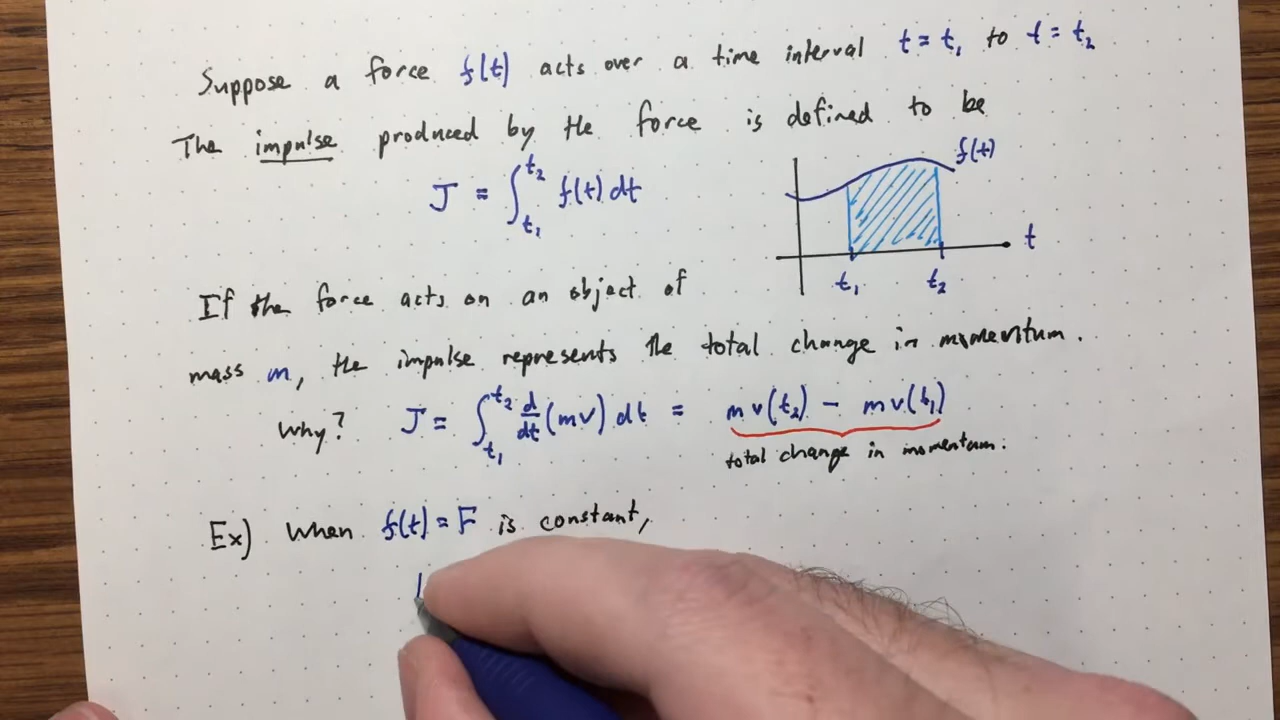 Suppose a force f(t) acts over a time interval t = t₁ to t = t₂
The impulse produced by the force is defined to be
J = ∫_{t₁}^{t₂} f(t) dt
f(t)
t
t₁ t₂
If the force acts on an object of
mass m, the impulse represents the total change in momentum.
Why? J = ∫_{t₁}^{t₂} d/dt (mv) dt = mv(t₂) - mv(t₁)
total change in momentum.
Ex) When f(t) = F is constant,